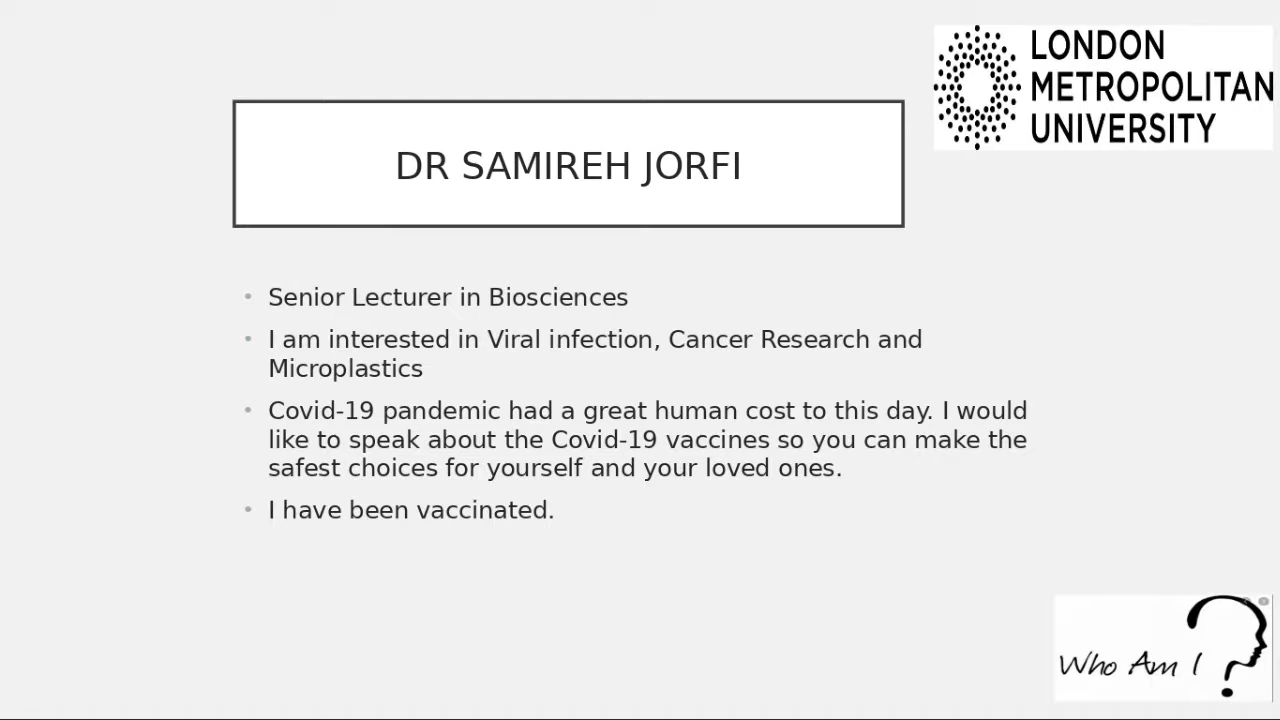 LONDON
METROPOLITAN
UNIVERSITY
DR SAMIREH JORFI
• Senior Lecturer in Biosciences
• I am interested in Viral infection, Cancer Research and
Microplastics
• Covid-19 pandemic had a great human cost to this day. I would
like to speak about the Covid-19 vaccines so you can make the
safest choices for yourself and your loved ones.
• I have been vaccinated.
Who Am I ?